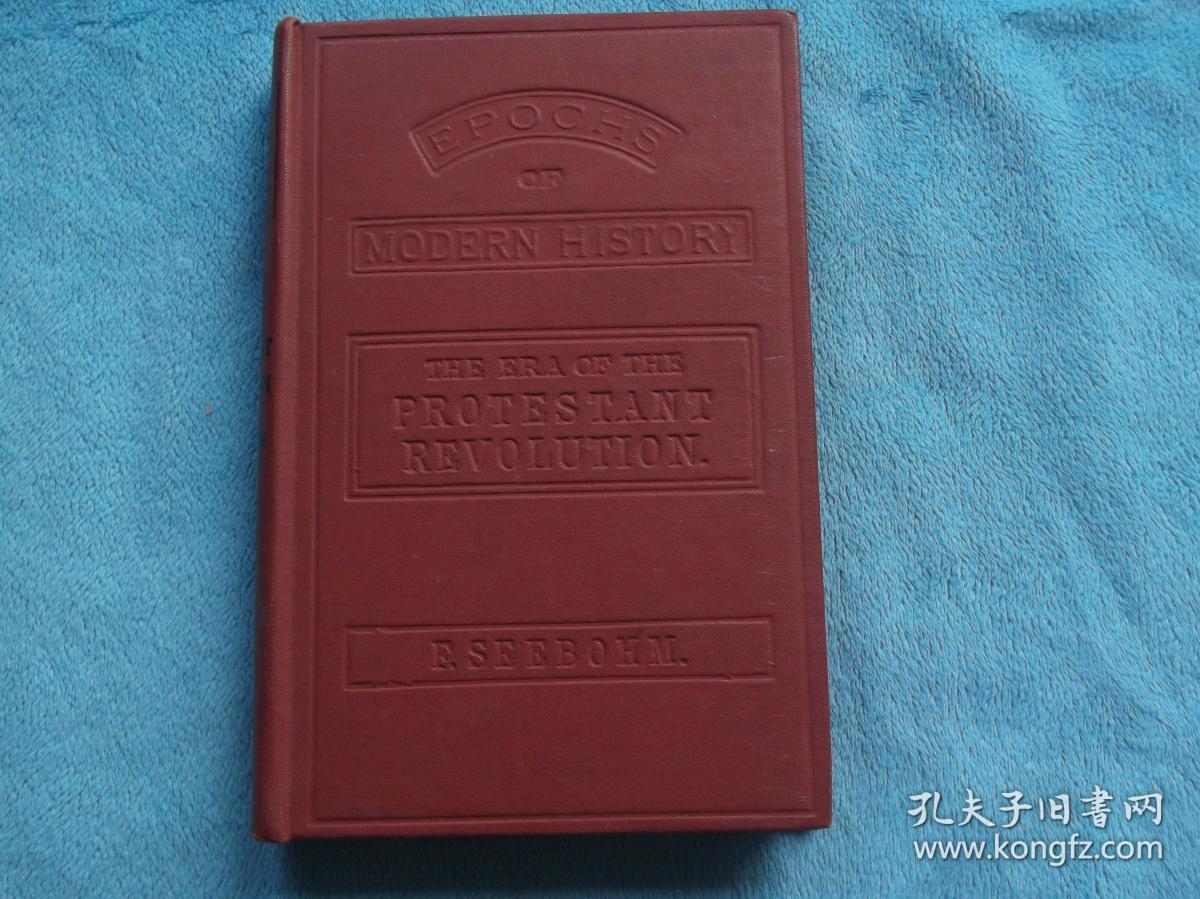 EPOCHS
OF
MODERN HISTORY
THE ERA OF THE
PROTESTANT
REVOLUTION.
F. SEEBOHM.
孔夫子旧书网
www.kongfz.com